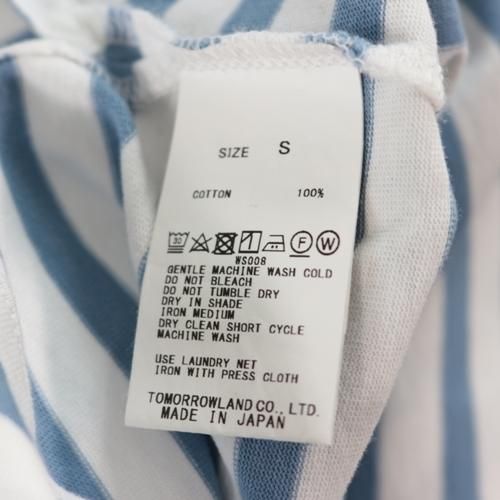 SIZE S
COTTON 100%
30 F W
WS008
GENTLE MACHINE WASH COLD
DO NOT BLEACH
DO NOT TUMBLE DRY
DRY IN SHADE
IRON MEDIUM
DRY CLEAN SHORT CYCLE
MACHINE WASH
USE LAUNDRY NET
IRON WITH PRESS CLOTH
TOMORROWLAND CO., LTD.
MADE IN JAPAN